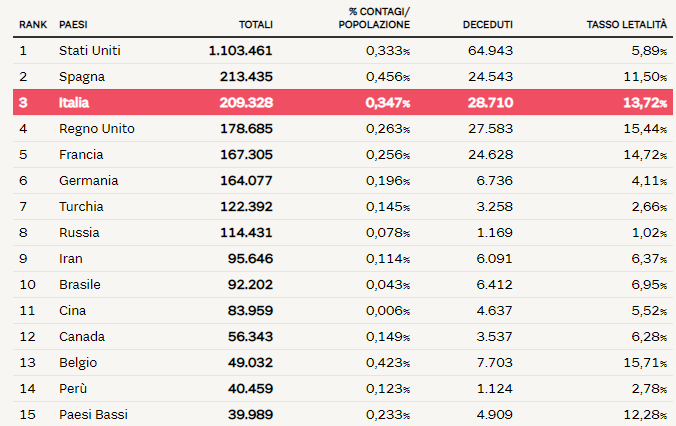 RANK PAESI TOTALI % CONTAGI/ POPOLAZIONE DECEDUTI TASSO LETALITÀ
1 Stati Uniti 1.103.461 0,333% 64.943 5,89%
2 Spagna 213.435 0,456% 24.543 11,50%
3 Italia 209.328 0,347% 28.710 13,72%
4 Regno Unito 178.685 0,263% 27.583 15,44%
5 Francia 167.305 0,256% 24.628 14,72%
6 Germania 164.077 0,196% 6.736 4,11%
7 Turchia 122.392 0,145% 3.258 2,66%
8 Russia 114.431 0,078% 1.169 1,02%
9 Iran 95.646 0,114% 6.091 6,37%
10 Brasile 92.202 0,043% 6.412 6,95%
11 Cina 83.959 0,006% 4.637 5,52%
12 Canada 56.343 0,149% 3.537 6,28%
13 Belgio 49.032 0,423% 7.703 15,71%
14 Perù 40.459 0,123% 1.124 2,78%
15 Paesi Bassi 39.989 0,233% 4.909 12,28%